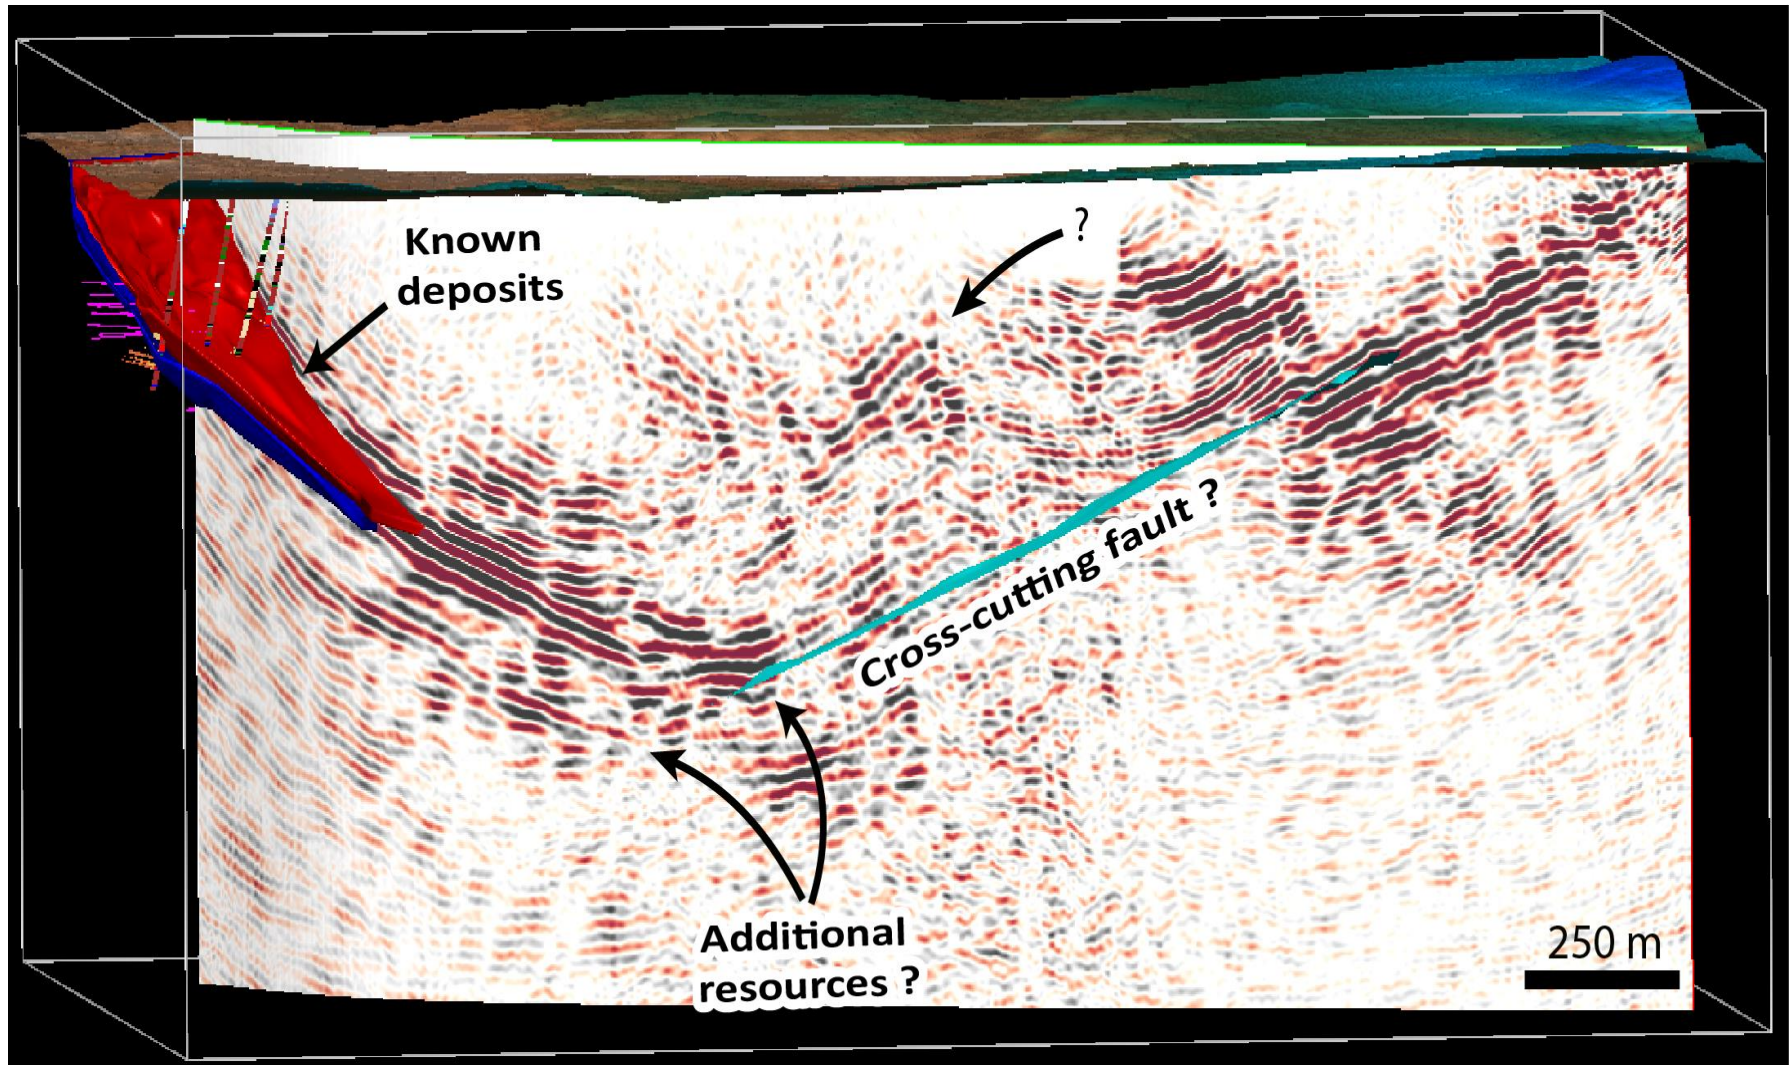 Known
deposits
?
Cross-cutting fault ?
Additional
resources ?
250 m